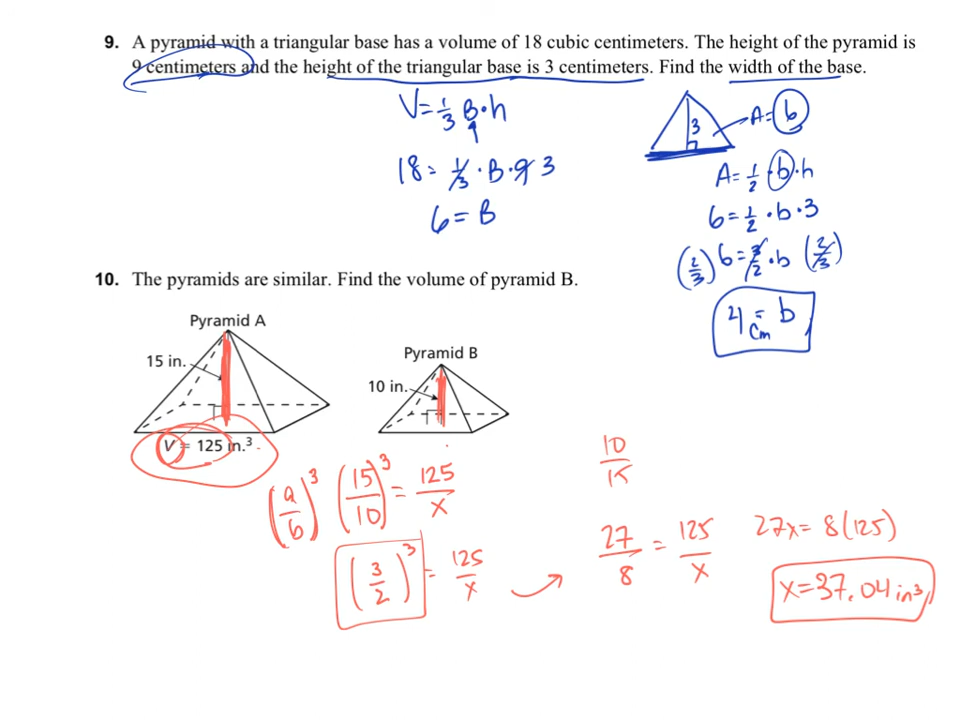 9. A pyramid with a triangular base has a volume of 18 cubic centimeters. The height of the pyramid is
9 centimeters and the height of the triangular base is 3 centimeters. Find the width of the base.
V=⅓ B·h
18= ⅓ · B · 9 3
6 = B
3
A=6
A= ½ · b · h
6= ½ · b · 3
(2/3) 6 = 3/2 · b (2/3)
4 = b
cm
10. The pyramids are similar. Find the volume of pyramid B.
Pyramid A
15 in.
V = 125 in.³
Pyramid B
10 in.
(a/b)³ (15/10)³ = 125/x
10/15
(3/2)³ = 125/x
27/8 = 125/x
27x= 8(125)
x=37.04 in³